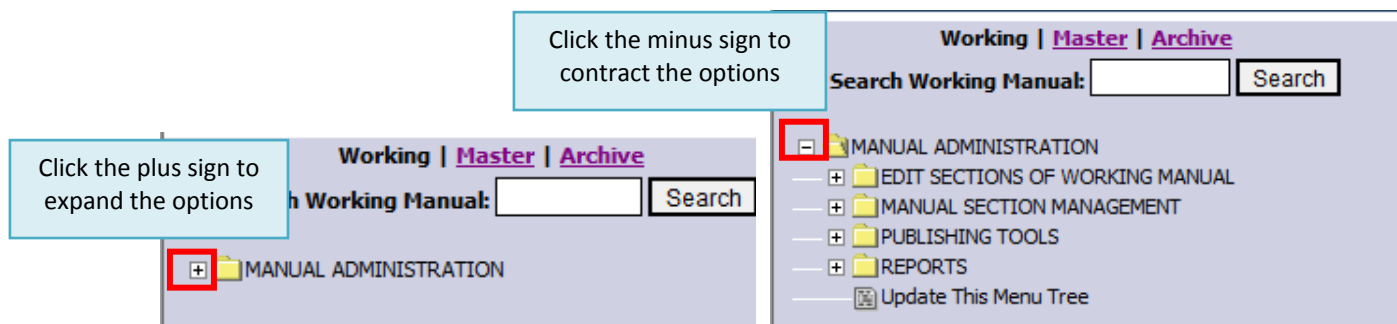 Click the minus sign to
contract the options
Working | Master | Archive
Search Working Manual:
Search
MANUAL ADMINISTRATION
EDIT SECTIONS OF WORKING MANUAL
MANUAL SECTION MANAGEMENT
PUBLISHING TOOLS
REPORTS
Update This Menu Tree
Click the plus sign to
expand the options
Working | Master | Archive
h Working Manual:
Search
MANUAL ADMINISTRATION